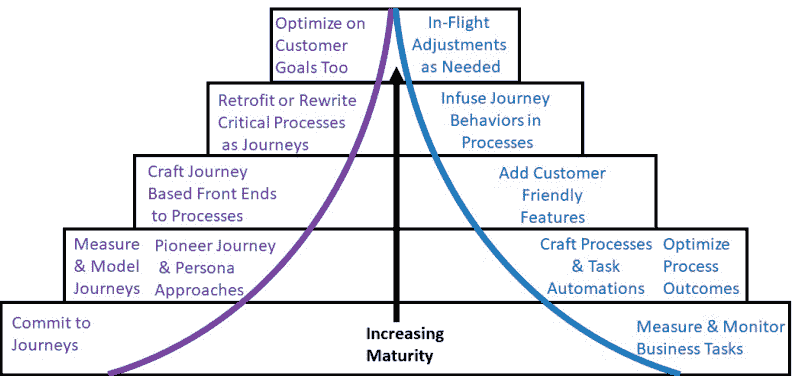 Optimize on
Customer
Goals Too
In-Flight
Adjustments
as Needed
Retrofit or Rewrite
Critical Processes
as Journeys
Infuse Journey
Behaviors in
Processes
Craft Journey
Based Front Ends
to Processes
Add Customer
Friendly
Features
Measure
& Model
Journeys
Pioneer Journey
& Persona
Approaches
Craft Processes
& Task
Automations
Optimize
Process
Outcomes
Commit to
Journeys
Increasing
Maturity
Measure & Monitor
Business Tasks